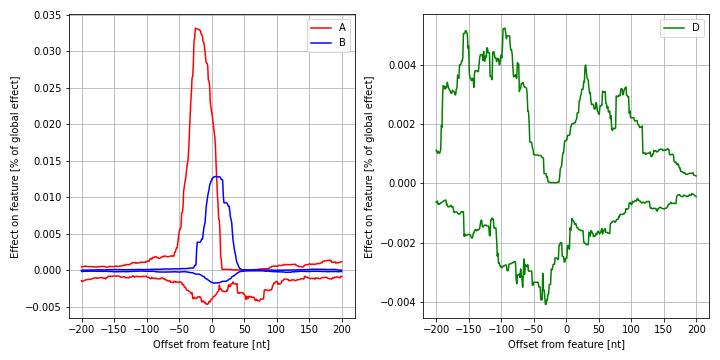 Effect on feature [% of global effect]
0.035
0.030
0.025
0.020
0.015
0.010
0.005
0.000
−0.005
A
B
−200 −150 −100 −50 0 50 100 150 200
Offset from feature [nt]
Effect on feature [% of global effect]
0.004
0.002
0.000
−0.002
−0.004
D
−200 −150 −100 −50 0 50 100 150 200
Offset from feature [nt]